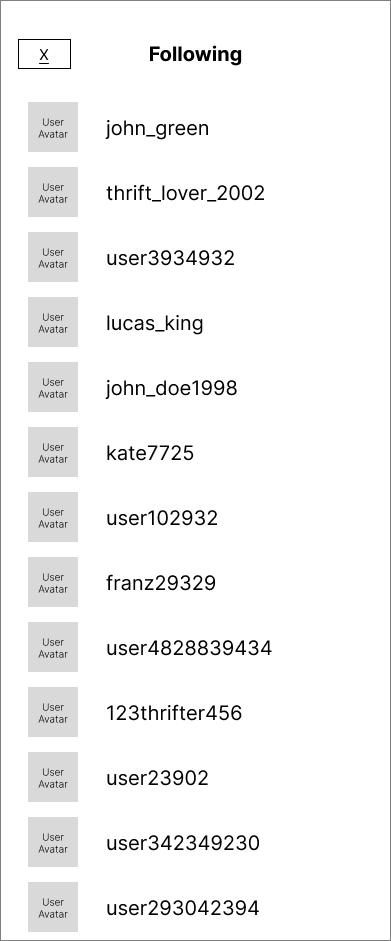 X
Following
User
Avatar
john_green
User
Avatar
thrift_lover_2002
User
Avatar
user3934932
User
Avatar
lucas_king
User
Avatar
john_doe1998
User
Avatar
kate7725
User
Avatar
user102932
User
Avatar
franz29329
User
Avatar
user4828839434
User
Avatar
123thrifter456
User
Avatar
user23902
User
Avatar
user342349230
User
Avatar
user293042394